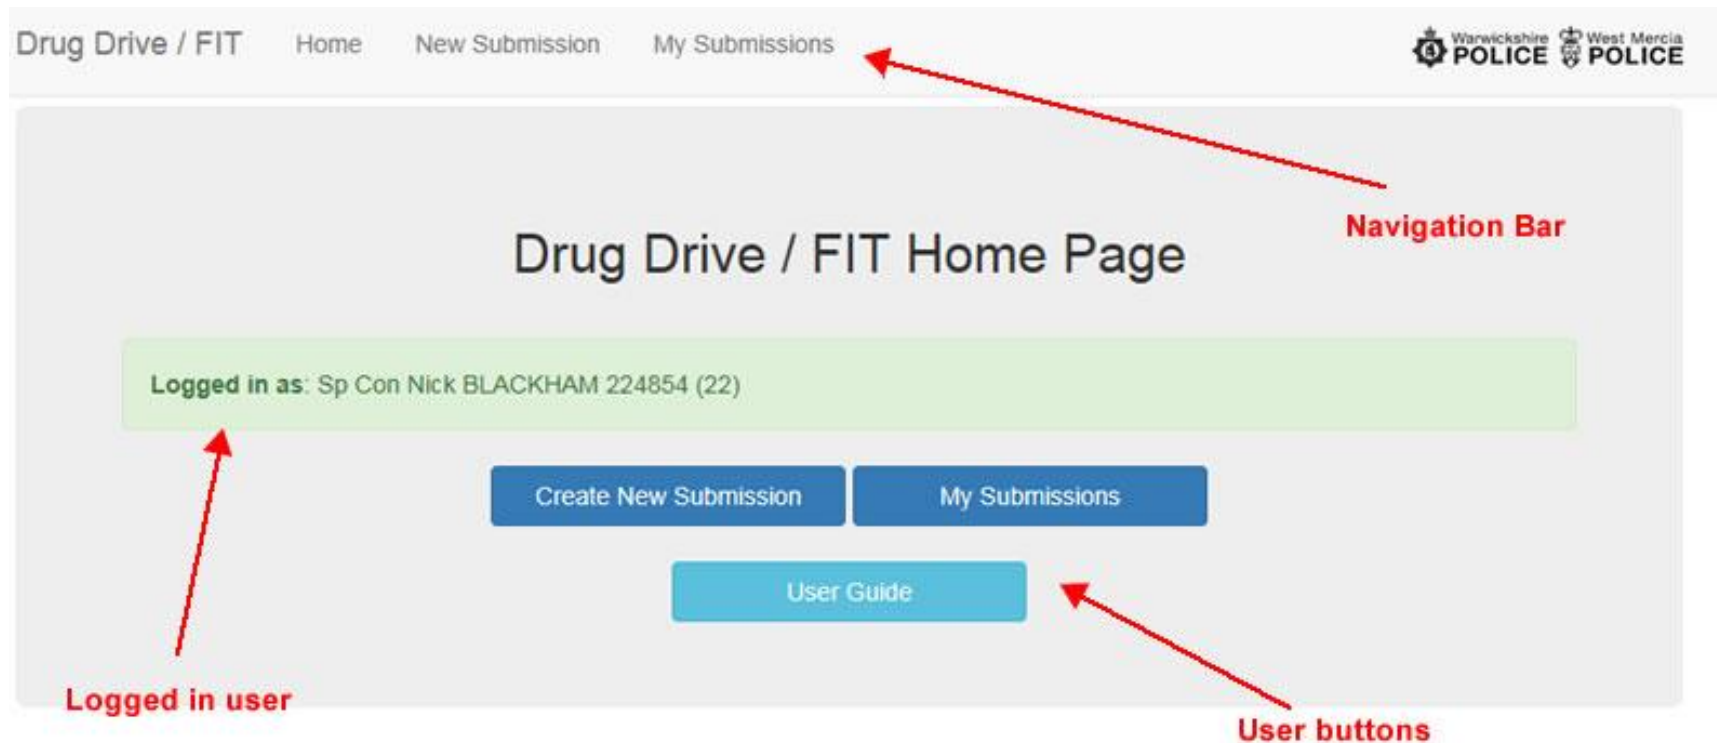 Drug Drive / FIT Home New Submission My Submissions
Warwickshire POLICE West Mercia POLICE
Navigation Bar
Drug Drive / FIT Home Page
Logged in as: Sp Con Nick BLACKHAM 224854 (22)
Create New Submission My Submissions
User Guide
Logged in user
User buttons